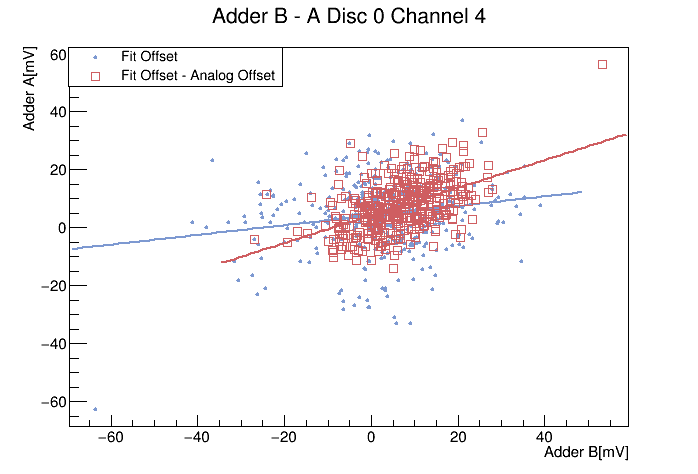 Adder B - A Disc 0 Channel 4
Adder A[mV]
Fit Offset
Fit Offset - Analog Offset
60
40
20
0
−20
−40
−60
−60 −40 −20 0 20 40
Adder B[mV]